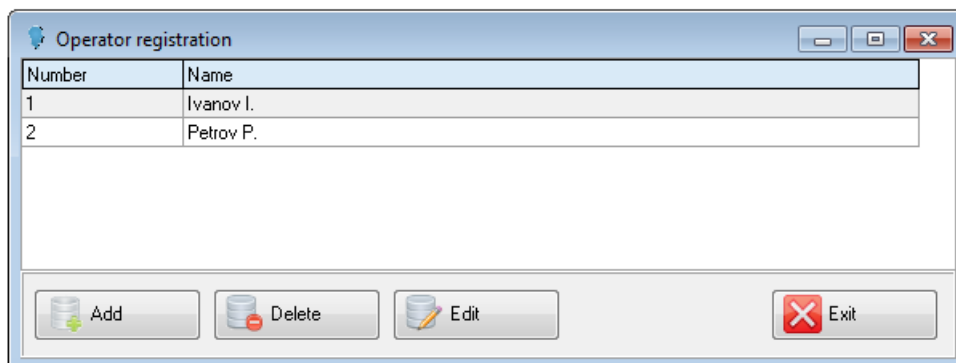 Operator registration
Number Name
1 Ivanov I.
2 Petrov P.
Add Delete Edit Exit